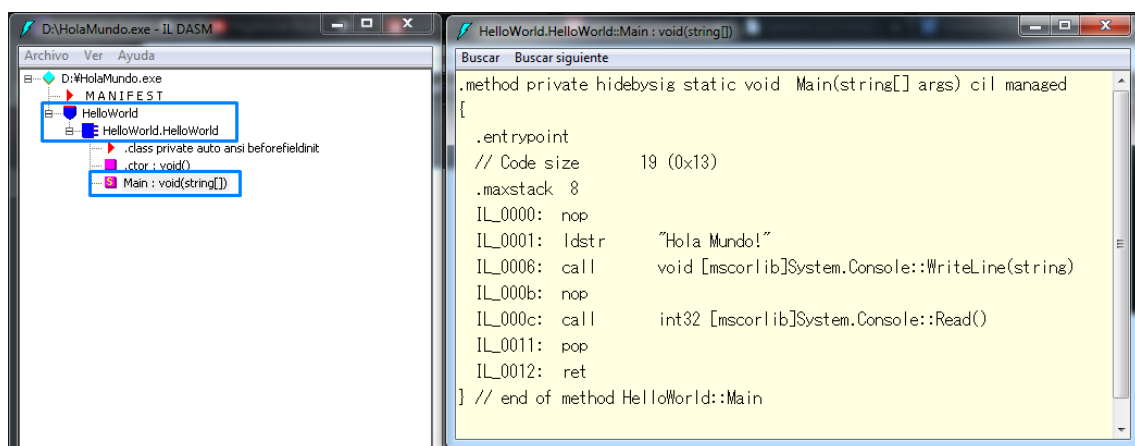 D:\HolaMundo.exe - IL DASM
Archivo Ver Ayuda
D:¥HolaMundo.exe
MANIFEST
HelloWorld
HelloWorld.HelloWorld
.class private auto ansi beforefieldinit
.ctor : void()
Main : void(string[])
HelloWorld.HelloWorld::Main : void(string[])
Buscar Buscar siguiente
.method private hidebysig static void  Main(string[] args) cil managed
{
.entrypoint
// Code size       19 (0x13)
.maxstack  8
IL_0000:  nop
IL_0001:  ldstr      "Hola Mundo!"
IL_0006:  call       void [mscorlib]System.Console::WriteLine(string)
IL_000b:  nop
IL_000c:  call       int32 [mscorlib]System.Console::Read()
IL_0011:  pop
IL_0012:  ret
} // end of method HelloWorld::Main